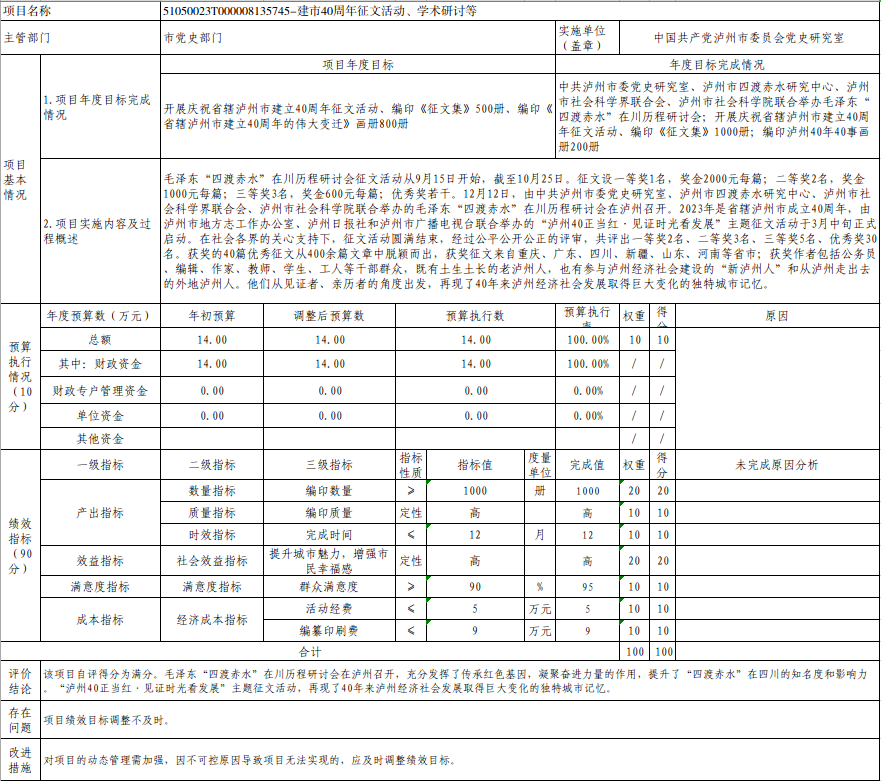 项目名称 51050023T000008135745-建市40周年征文活动、学术研讨等
主管部门 市党史部门 实施单位（盖章） 中国共产党泸州市委员会党史研究室
项目基本情况
项目年度目标 年度目标完成情况
1.项目年度目标完成情况
开展庆祝省辖泸州市建立40周年征文活动、编印《征文集》500册、编印《
省辖泸州市建立40周年的伟大变迁》画册800册
中共泸州市委党史研究室、泸州市四渡赤水研究中心、泸州
市社会科学界联合会、泸州市社会科学院联合举办毛泽东“
四渡赤水”在川历程研讨会；开展庆祝省辖泸州市建立40周
年征文活动、编印《征文集》1000册；编印泸州40年40事画
册200册
2.项目实施内容及过程概述
毛泽东“四渡赤水”在川历程研讨会征文活动从9月15日开始，截至10月25日。征文设一等奖1名，奖金2000元每篇；二等奖2名，奖金
1000元每篇；三等奖3名，奖金600元每篇；优秀奖若干。12月12日，由中共泸州市委党史研究室、泸州市四渡赤水研究中心、泸州市社
会科学界联合会、泸州市社会科学院联合举办的毛泽东“四渡赤水”在川历程研讨会在泸州召开。2023年是省辖泸州市成立40周年，由
泸州市地方志工作办公室、泸州日报社和泸州市广播电视台联合举办的“泸州40正当红·见证时光看发展”主题征文活动于3月中旬正式
启动。在社会各界的关心支持下，征文活动圆满结束，经过公平公开公正的评审，共评出一等奖2名、二等奖3名、三等奖5名、优秀奖30
名。获奖的40篇优秀征文从400余篇文章中脱颖而出，获奖征文来自重庆、广东、四川、新疆、山东、河南等省市；获奖作者包括公务员
、编辑、作家、教师、学生、工人等干部群众，既有土生土长的老泸州人，也有参与泸州经济社会建设的“新泸州人”和从泸州走出去
的外地泸州人。他们从见证者、亲历者的角度出发，再现了40年来泸州经济社会发展取得巨大变化的独特城市记忆。
预算执行情况（10分）
年度预算数（万元） 年初预算 调整后预算数 预算执行数 预算执行率 权重 得分 原因
总额 14.00 14.00 14.00 100.00% 10 10
其中：财政资金 14.00 14.00 14.00 100.00% / /
财政专户管理资金 0.00 0.00 0.00 0.00% / /
单位资金 0.00 0.00 0.00 0.00% / /
其他资金 / /
绩效指标（90分）
一级指标 二级指标 三级指标 指标性质 指标值 度量单位 完成值 权重 得分 未完成原因分析
产出指标 数量指标 编印数量 ≥ 1000 册 1000 20 20
质量指标 编印质量 定性 高 高 10 10
时效指标 完成时间 ≤ 12 月 12 10 10
效益指标 社会效益指标 提升城市魅力，增强市民幸福感 定性 高 高 20 20
满意度指标 满意度指标 群众满意度 ≥ 90 % 95 10 10
成本指标 经济成本指标 活动经费 ≤ 5 万元 5 10 10
编纂印刷费 ≤ 9 万元 9 10 10
合计 100 100
评价结论
该项目自评得分为满分。毛泽东“四渡赤水”在川历程研讨会在泸州召开，充分发挥了传承红色基因，凝聚奋进力量的作用，提升了“四渡赤水”在四川的知名度和影响力
。“泸州40正当红·见证时光看发展”主题征文活动，再现了40年来泸州经济社会发展取得巨大变化的独特城市记忆。
存在问题
项目绩效目标调整不及时。
改进措施
对项目的动态管理需加强，因不可控原因导致项目无法实现的，应及时调整绩效目标。